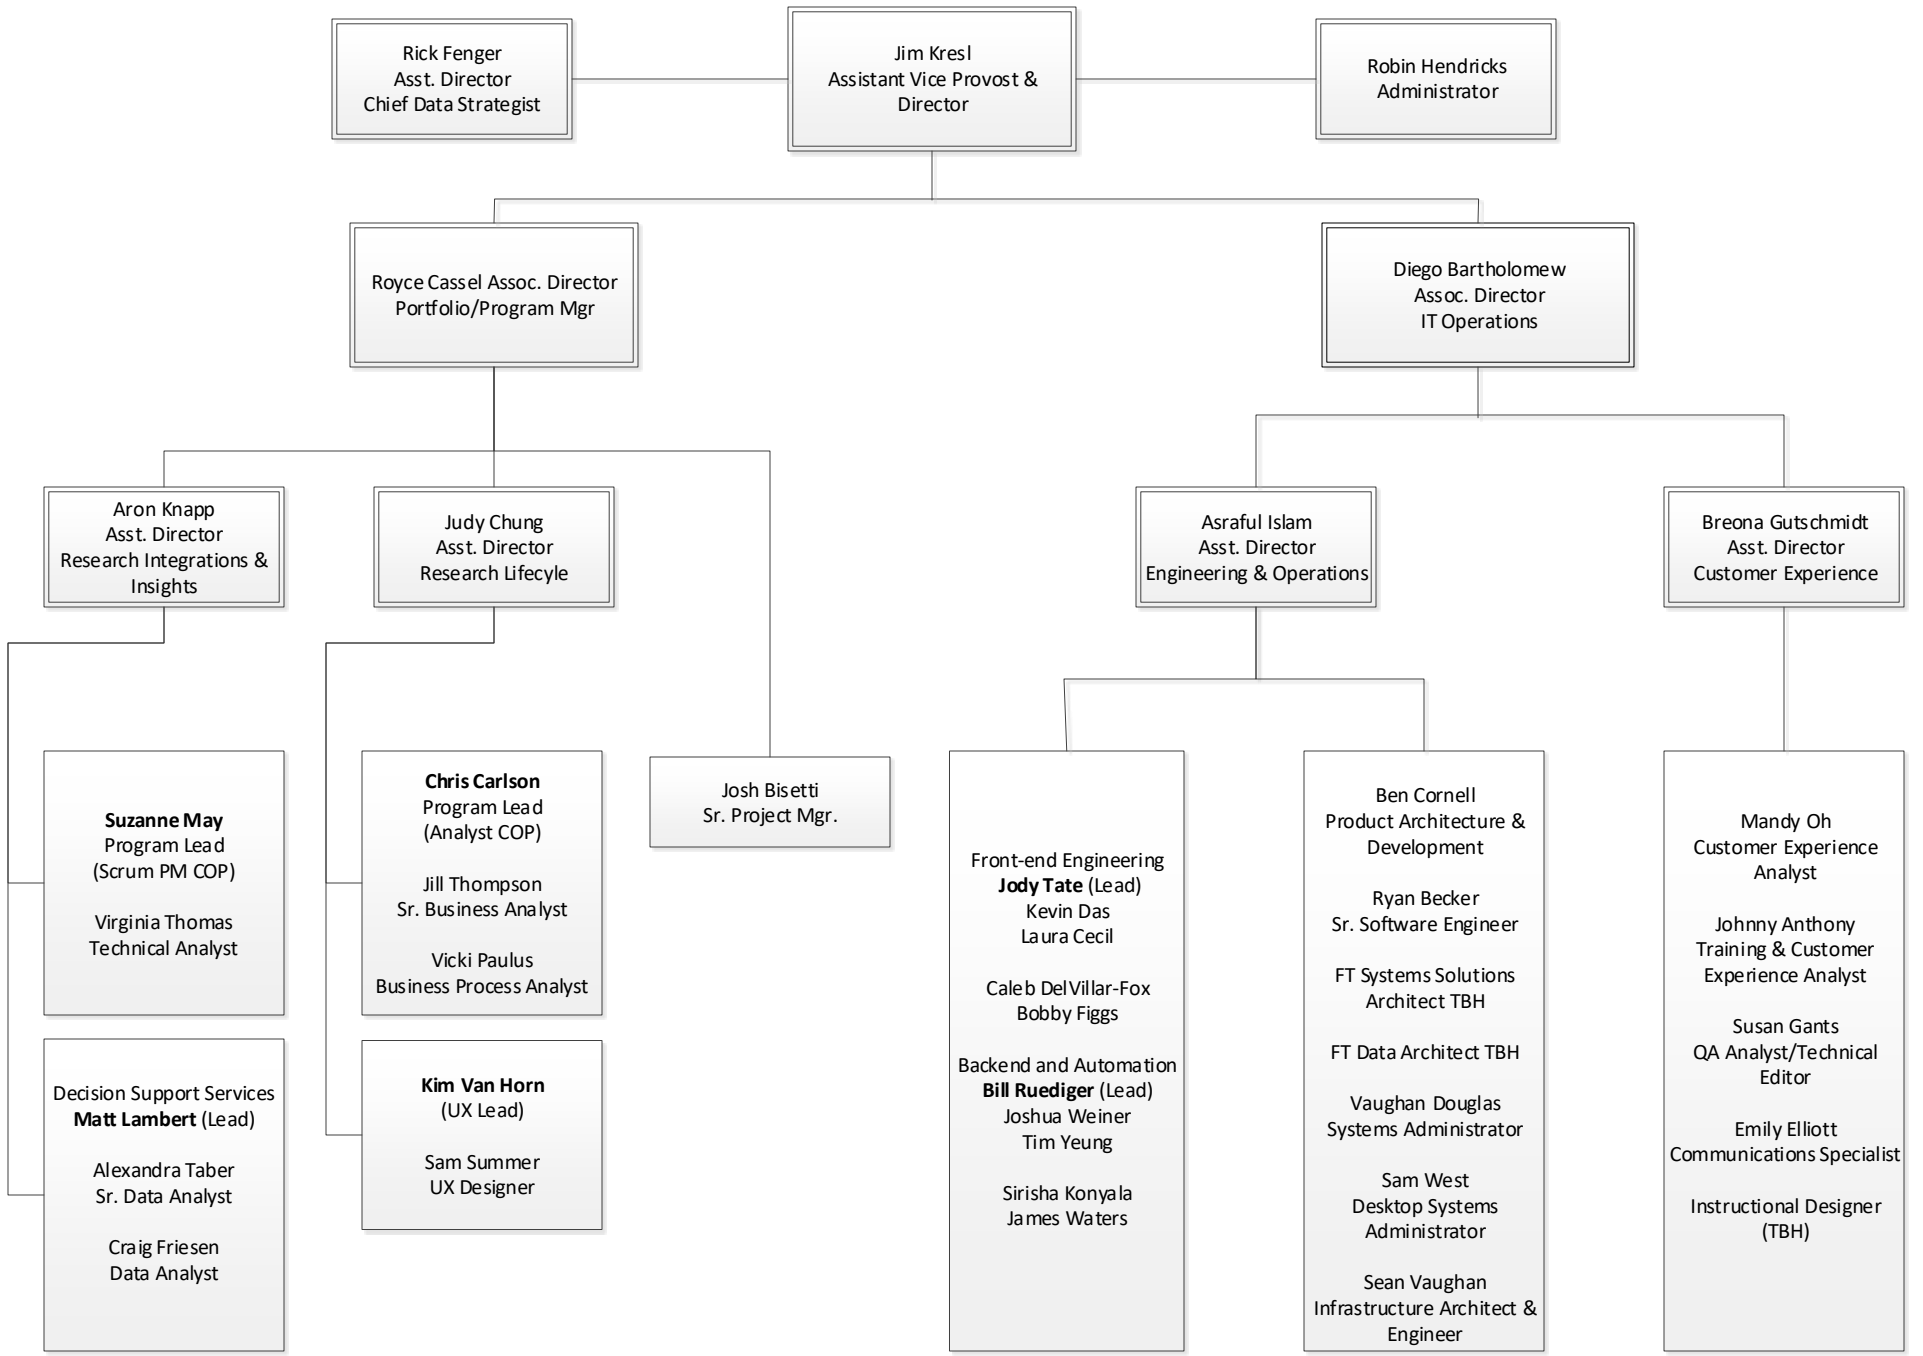 Rick Fenger
Asst. Director
Chief Data Strategist
Jim Kresl
Assistant Vice Provost &
Director
Robin Hendricks
Administrator
Royce Cassel Assoc. Director
Portfolio/Program Mgr
Diego Bartholomew
Assoc. Director
IT Operations
Aron Knapp
Asst. Director
Research Integrations &
Insights
Judy Chung
Asst. Director
Research Lifecyle
Asraful Islam
Asst. Director
Engineering & Operations
Breona Gutschmidt
Asst. Director
Customer Experience
Suzanne May
Program Lead
(Scrum PM COP)
Virginia Thomas
Technical Analyst
Decision Support Services
Matt Lambert (Lead)
Alexandra Taber
Sr. Data Analyst
Craig Friesen
Data Analyst
Chris Carlson
Program Lead
(Analyst COP)
Jill Thompson
Sr. Business Analyst
Vicki Paulus
Business Process Analyst
Kim Van Horn
(UX Lead)
Sam Summer
UX Designer
Josh Bisetti
Sr. Project Mgr.
Front-end Engineering
Jody Tate (Lead)
Kevin Das
Laura Cecil
Caleb DelVillar-Fox
Bobby Figgs
Backend and Automation
Bill Ruediger (Lead)
Joshua Weiner
Tim Yeung
Sirisha Konyala
James Waters
Ben Cornell
Product Architecture &
Development
Ryan Becker
Sr. Software Engineer
FT Systems Solutions
Architect TBH
FT Data Architect TBH
Vaughan Douglas
Systems Administrator
Sam West
Desktop Systems
Administrator
Sean Vaughan
Infrastructure Architect &
Engineer
Mandy Oh
Customer Experience
Analyst
Johnny Anthony
Training & Customer
Experience Analyst
Susan Gants
QA Analyst/Technical
Editor
Emily Elliott
Communications Specialist
Instructional Designer
(TBH)